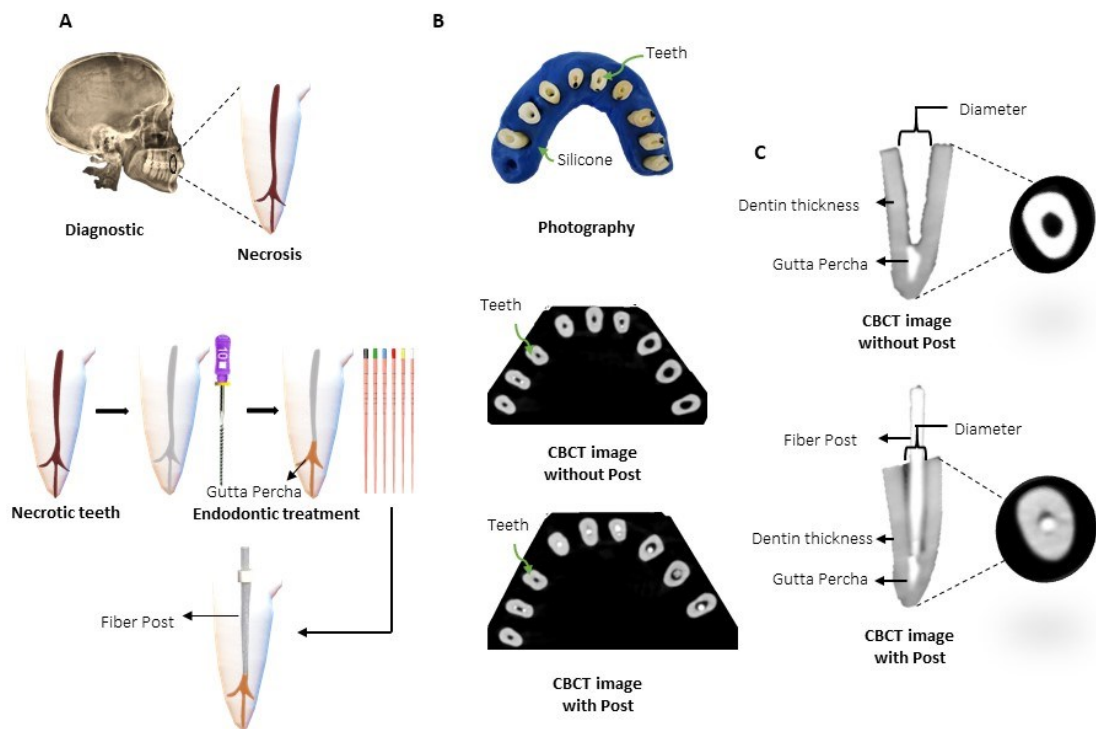 A
Diagnostic
Necrosis
Necrotic teeth
10
Gutta Percha
Endodontic treatment
Fiber Post
B
Teeth
Silicone
Photography
Teeth
CBCT image
without Post
Teeth
CBCT image
with Post
C
Diameter
Dentin thickness
Gutta Percha
CBCT image
without Post
Fiber Post
Diameter
Dentin thickness
Gutta Percha
CBCT image
with Post